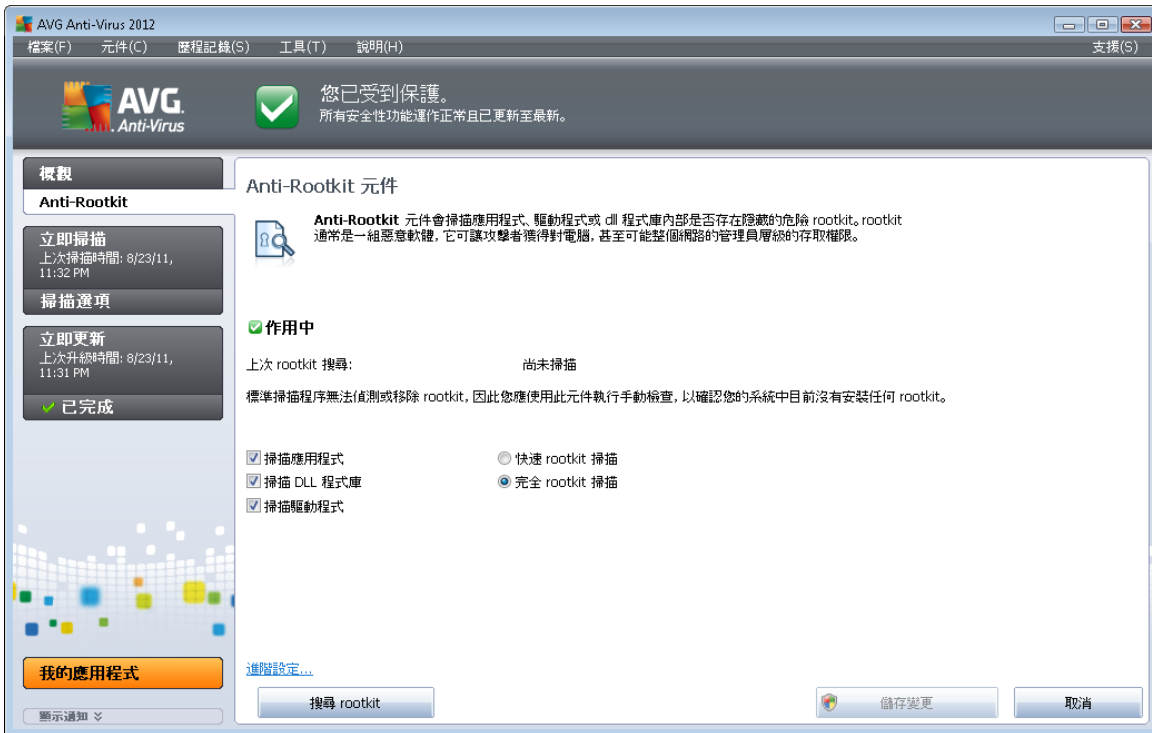 AVG Anti-Virus 2012
檔案(F) 元件(C) 歷程記錄(S) 工具(T) 說明(H) 支援(S)
AVG.
Anti-Virus
您已受到保護。
所有安全性功能運作正常且已更新至最新。
概觀
Anti-Rootkit
立即掃描
上次掃描時間: 8/23/11,
11:32 PM
掃描選項
立即更新
上次升級時間: 8/23/11,
11:31 PM
已完成
我的應用程式
顯示通知
Anti-Rootkit 元件
Anti-Rootkit 元件會掃描應用程式、驅動程式或 dll 程式庫內部是否存在隱藏的危險 rootkit。rootkit
通常是一組惡意軟體, 它可讓攻擊者獲得對電腦, 甚至可能整個網路的管理員層級的存取權限。
作用中
上次 rootkit 搜尋: 尚未掃描
標準掃描程序無法偵測或移除 rootkit, 因此您應使用此元件執行手動檢查, 以確認您的系統中目前沒有安裝任何 rootkit。
掃描應用程式 快速 rootkit 掃描
掃描 DLL 程式庫 完全 rootkit 掃描
掃描驅動程式
進階設定...
搜尋 rootkit 儲存變更 取消